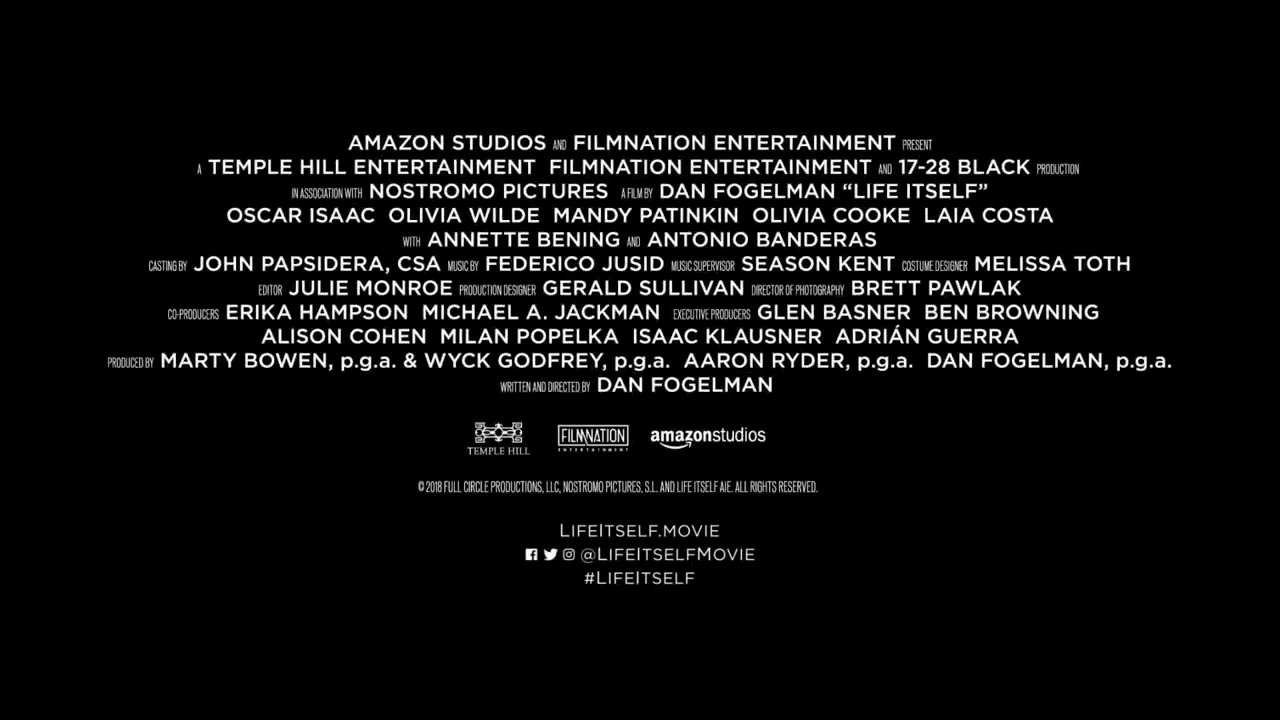 AMAZON STUDIOS AND FILMNATION ENTERTAINMENT PRESENT
A TEMPLE HILL ENTERTAINMENT FILMNATION ENTERTAINMENT AND 17-28 BLACK PRODUCTION
IN ASSOCIATION WITH NOSTROMO PICTURES A FILM BY DAN FOGELMAN “LIFE ITSELF”
OSCAR ISAAC OLIVIA WILDE MANDY PATINKIN OLIVIA COOKE LAIA COSTA
WITH ANNETTE BENING AND ANTONIO BANDERAS
CASTING BY JOHN PAPSIDERA, CSA MUSIC BY FEDERICO JUSID MUSIC SUPERVISOR SEASON KENT COSTUME DESIGNER MELISSA TOTH
EDITOR JULIE MONROE PRODUCTION DESIGNER GERALD SULLIVAN DIRECTOR OF PHOTOGRAPHY BRETT PAWLAK
CO-PRODUCERS ERIKA HAMPSON MICHAEL A. JACKMAN EXECUTIVE PRODUCERS GLEN BASNER BEN BROWNING
ALISON COHEN MILAN POPELKA ISAAC KLAUSNER ADRIÁN GUERRA
PRODUCED BY MARTY BOWEN, p.g.a. & WYCK GODFREY, p.g.a. AARON RYDER, p.g.a. DAN FOGELMAN, p.g.a.
WRITTEN AND DIRECTED BY DAN FOGELMAN
TEMPLE HILL FILMNATION ENTERTAINMENT amazonstudios
© 2018 FULL CIRCLE PRODUCTIONS, LLC, NOSTROMO PICTURES, S.L. AND LIFE ITSELF AIE. ALL RIGHTS RESERVED.
LIFEITSELF.MOVIE
@LIFEITSELFMOVIE
#LIFEITSELF